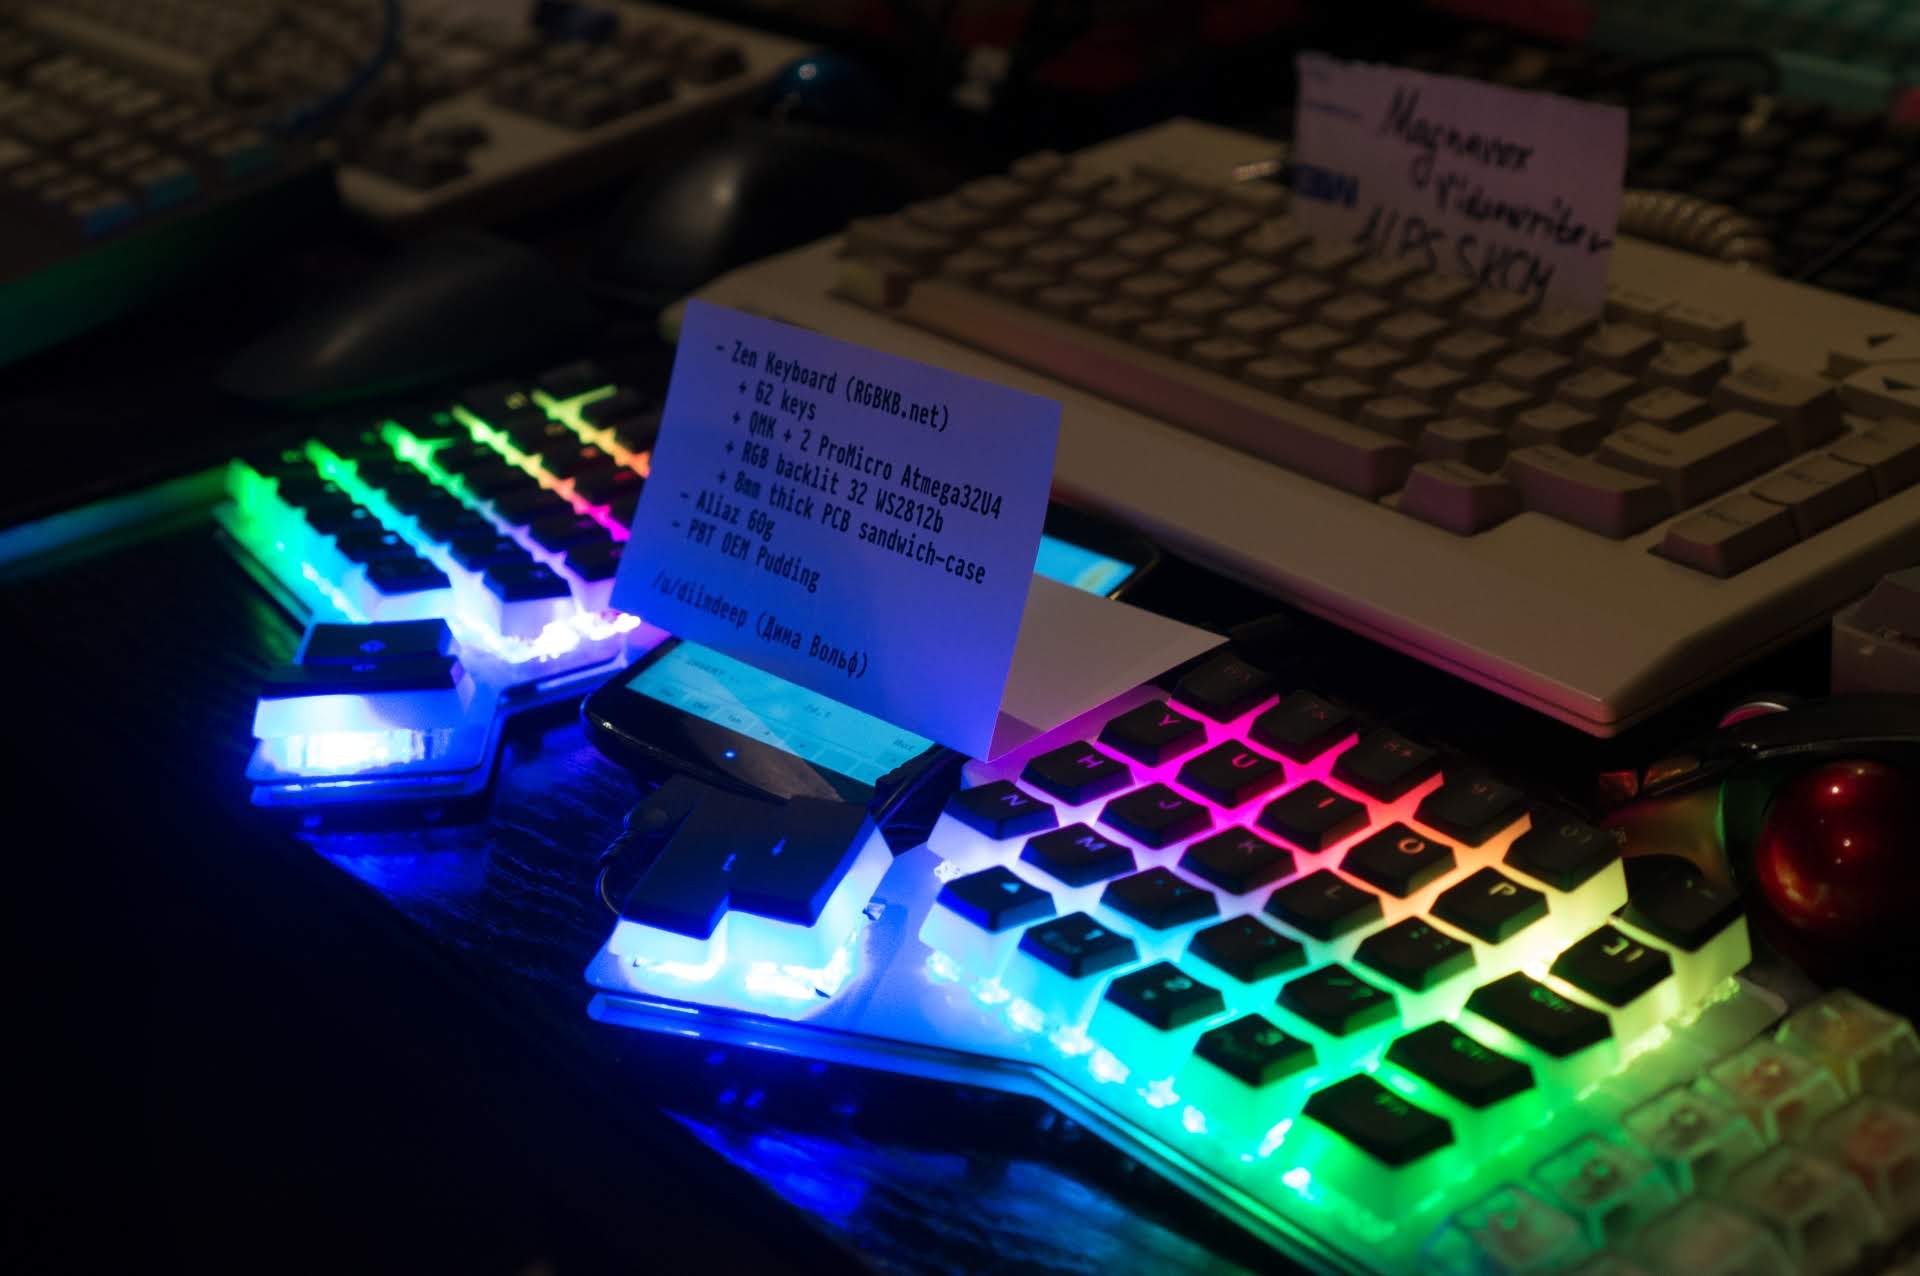 Magnavox
Videowriter
ALPS SKCM
- Zen Keyboard (RGBKB.net)
+ 62 keys
+ QMK + 2 ProMicro Atmega32U4
+ RGB backlit 32 WS2812b
+ 8mm thick PCB sandwich-case
- Aliaz 60g
- PBT OEM Pudding
/u/diimdeep (Дима Вольф)
Y
U
I
O
P
H
J
K
L
N
M